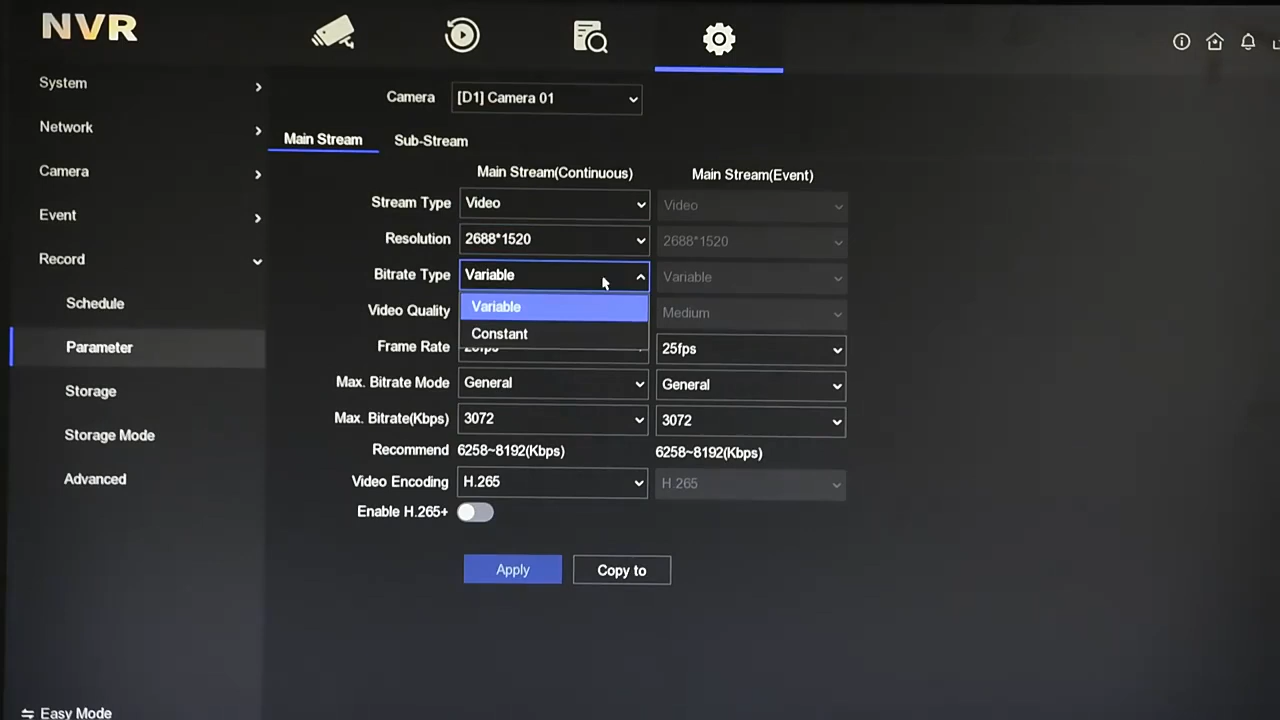 NVR
System
Network
Camera
Event
Record
Schedule
Parameter
Storage
Storage Mode
Advanced
Easy Mode
Camera [D1] Camera 01
Main Stream Sub-Stream
Main Stream(Continuous) Main Stream(Event)
Stream Type Video Video
Resolution 2688*1520 2688*1520
Bitrate Type Variable Variable
Variable
Constant
Video Quality Medium
Frame Rate 25fps
Max. Bitrate Mode General General
Max. Bitrate(Kbps) 3072 3072
Recommend 6258~8192(Kbps) 6258~8192(Kbps)
Video Encoding H.265 H.265
Enable H.265+
Apply Copy to